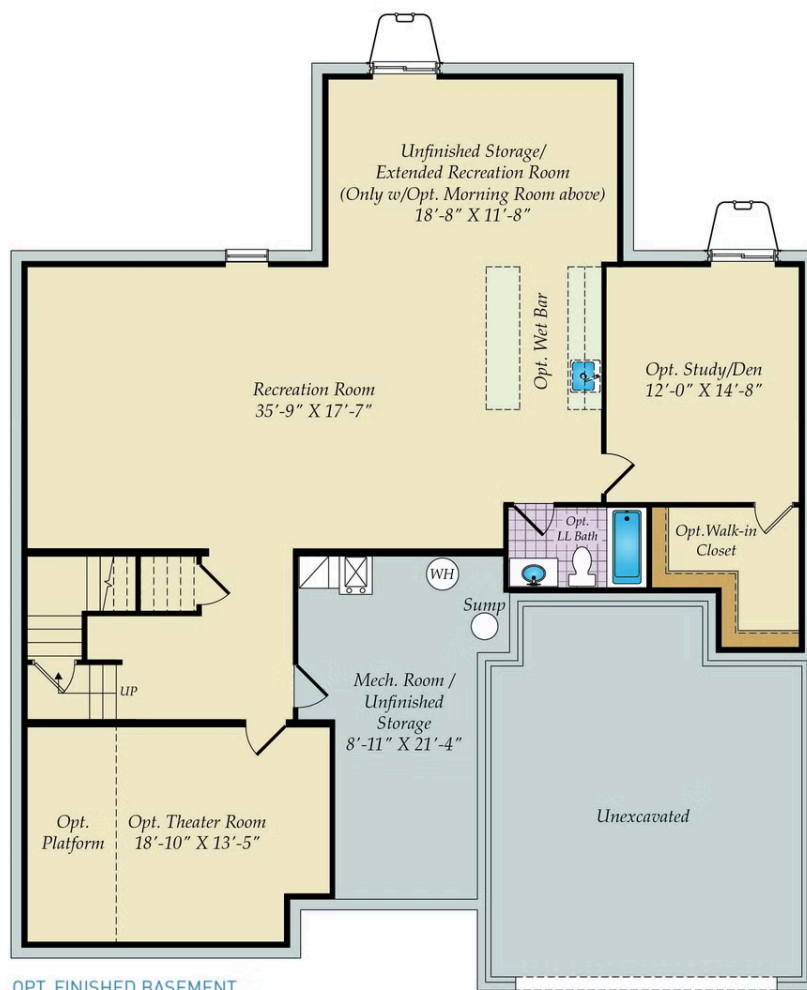 Unfinished Storage/
Extended Recreation Room
(Only w/Opt. Morning Room above)
18'-8" X 11'-8"
Opt. Wet Bar
Opt. Study/Den
12'-0" X 14'-8"
Recreation Room
35'-9" X 17'-7"
Opt.
LL Bath
Opt.Walk-in
Closet
WH
Sump
UP
Mech. Room /
Unfinished
Storage
8'-11" X 21'-4"
Opt.
Platform
Opt. Theater Room
18'-10" X 13'-5"
Unexcavated
OPT. FINISHED BASEMENT